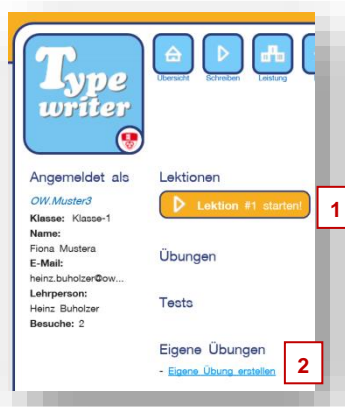 Type
writer
Übersicht
Schreiben
Leistung
Angemeldet als
OW.Muster3
Klasse: Klasse-1
Name:
Fiona Mustera
E-Mail:
heinz.buholzer@ow...
Lehrperson:
Heinz Buholzer
Besuche: 2
Lektionen
Lektion #1 starten!
1
Übungen
Tests
Eigene Übungen
- Eigene Übung erstellen
2